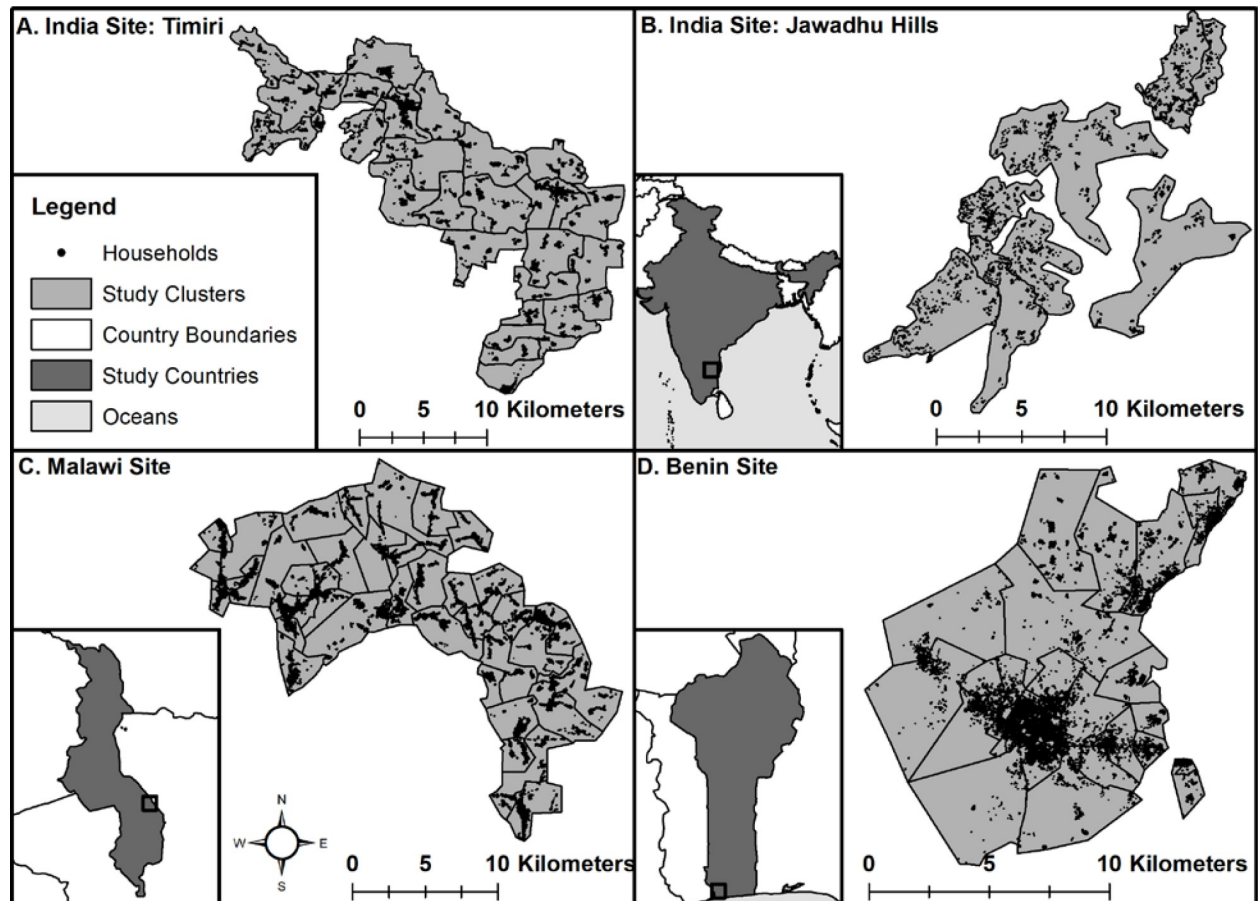 A. India Site: Timiri
B. India Site: Jawadhu Hills
Legend
Households
Study Clusters
Country Boundaries
Study Countries
Oceans
0 5 10 Kilometers
0 5 10 Kilometers
C. Malawi Site
D. Benin Site
N
W E
S
0 5 10 Kilometers
0 5 10 Kilometers